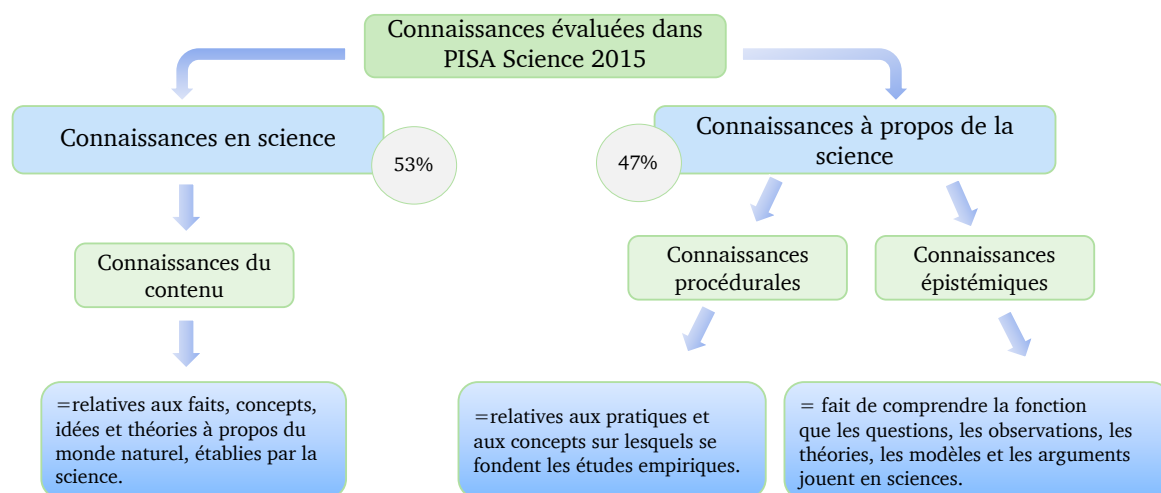 Connaissances évaluées dans
PISA Science 2015
Connaissances en science
53%
Connaissances à propos de la
science
47%
Connaissances du
contenu
Connaissances
procédurales
Connaissances
épistémiques
=relatives aux faits, concepts,
idées et théories à propos du
monde naturel, établies par la
science.
=relatives aux pratiques et
aux concepts sur lesquels se
fondent les études empiriques.
= fait de comprendre la fonction
que les questions, les observations, les
théories, les modèles et les arguments
jouent en sciences.